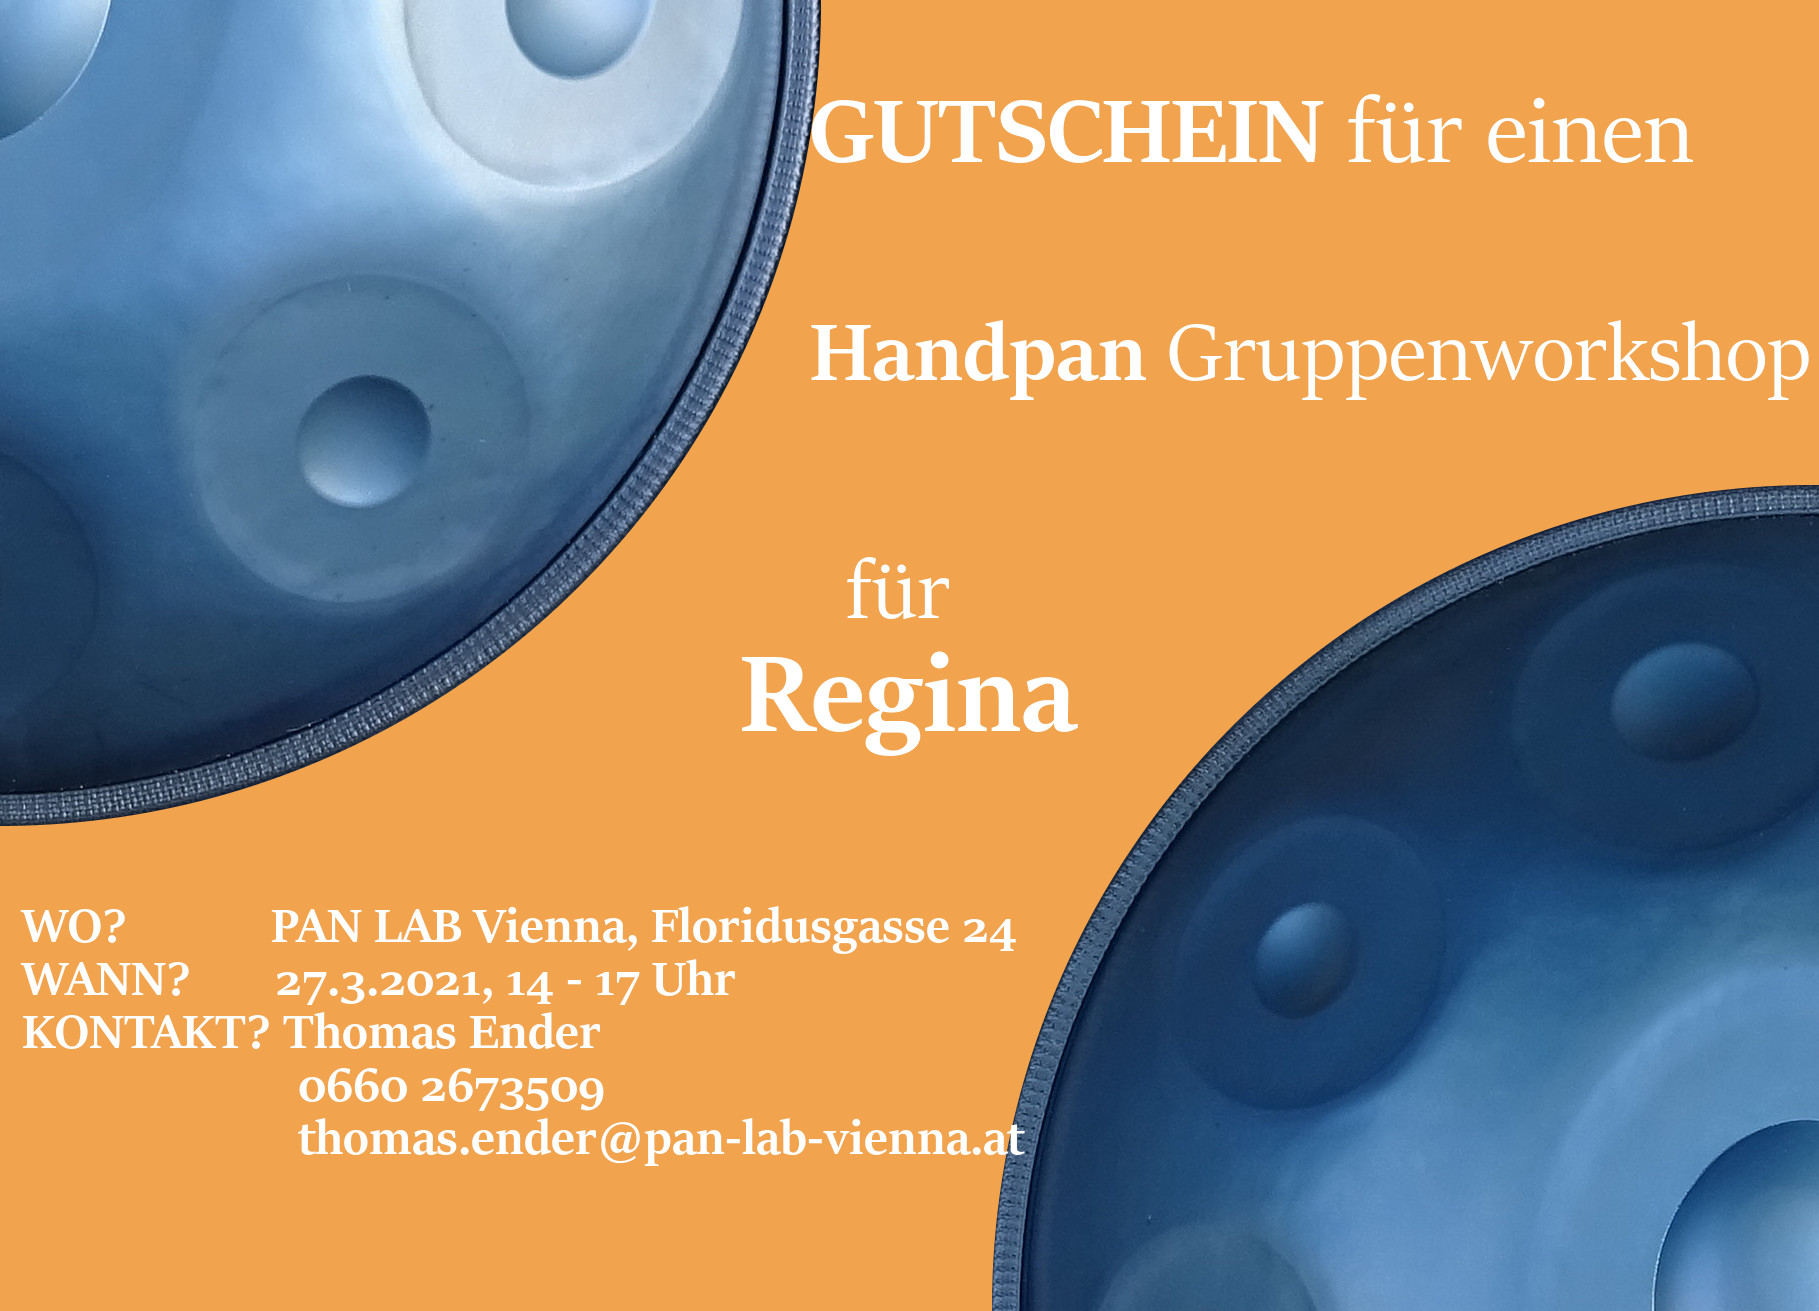 GUTSCHEIN für einen
Handpan Gruppenworkshop
für
Regina
WO? PAN LAB Vienna, Floridusgasse 24
WANN? 27.3.2021, 14 - 17 Uhr
KONTAKT? Thomas Ender
0660 2673509
thomas.ender@pan-lab-vienna.at